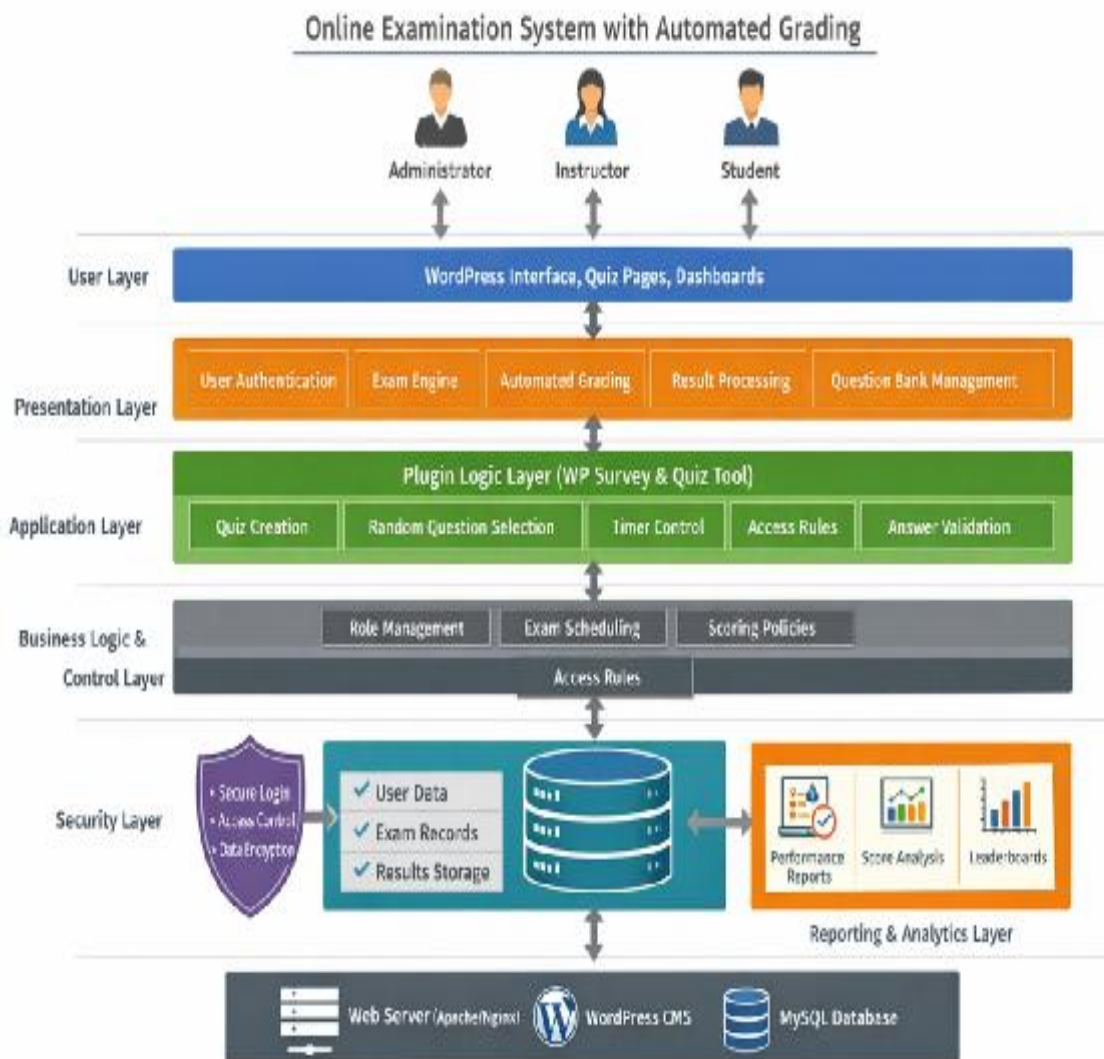 Online Examination System with Automated Grading
Administrator
Instructor
Student
User Layer
WordPress Interface, Quiz Pages, Dashboards
Presentation Layer
User Authentication
Exam Engine
Automated Grading
Result Processing
Question Bank Management
Application Layer
Plugin Logic Layer (WP Survey & Quiz Tool)
Quiz Creation
Random Question Selection
Timer Control
Access Rules
Answer Validation
Business Logic &
Control Layer
Role Management
Exam Scheduling
Scoring Policies
Access Rules
Security Layer
• Secure Login
• Access Control
• Data Encryption
✓ User Data
✓ Exam Records
✓ Results Storage
Performance
Reports
Score Analysis
Leaderboards
Reporting & Analytics Layer
Web Server (Apache/Nginx)
WordPress CMS
MySQL Database